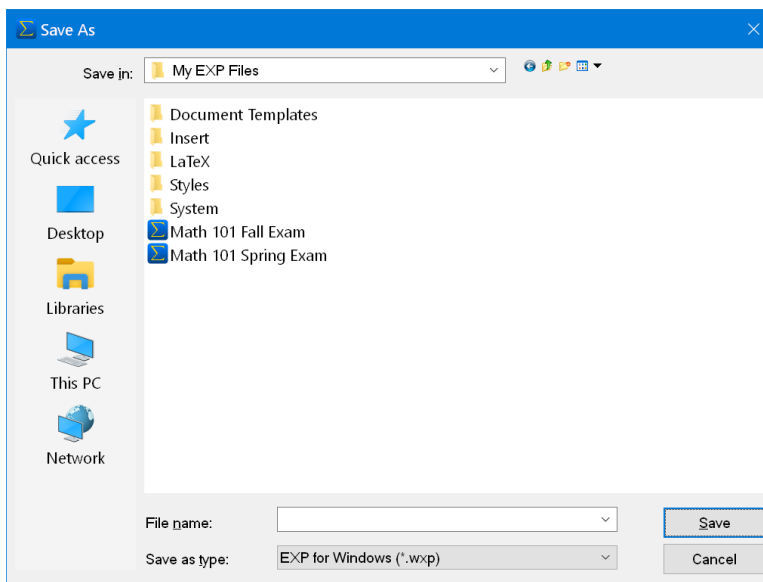 Save As
Save in:
My EXP Files
Quick access
Desktop
Libraries
This PC
Network
Document Templates
Insert
LaTeX
Styles
System
Math 101 Fall Exam
Math 101 Spring Exam
File name:
Save
Save as type:
EXP for Windows (*.wxp)
Cancel